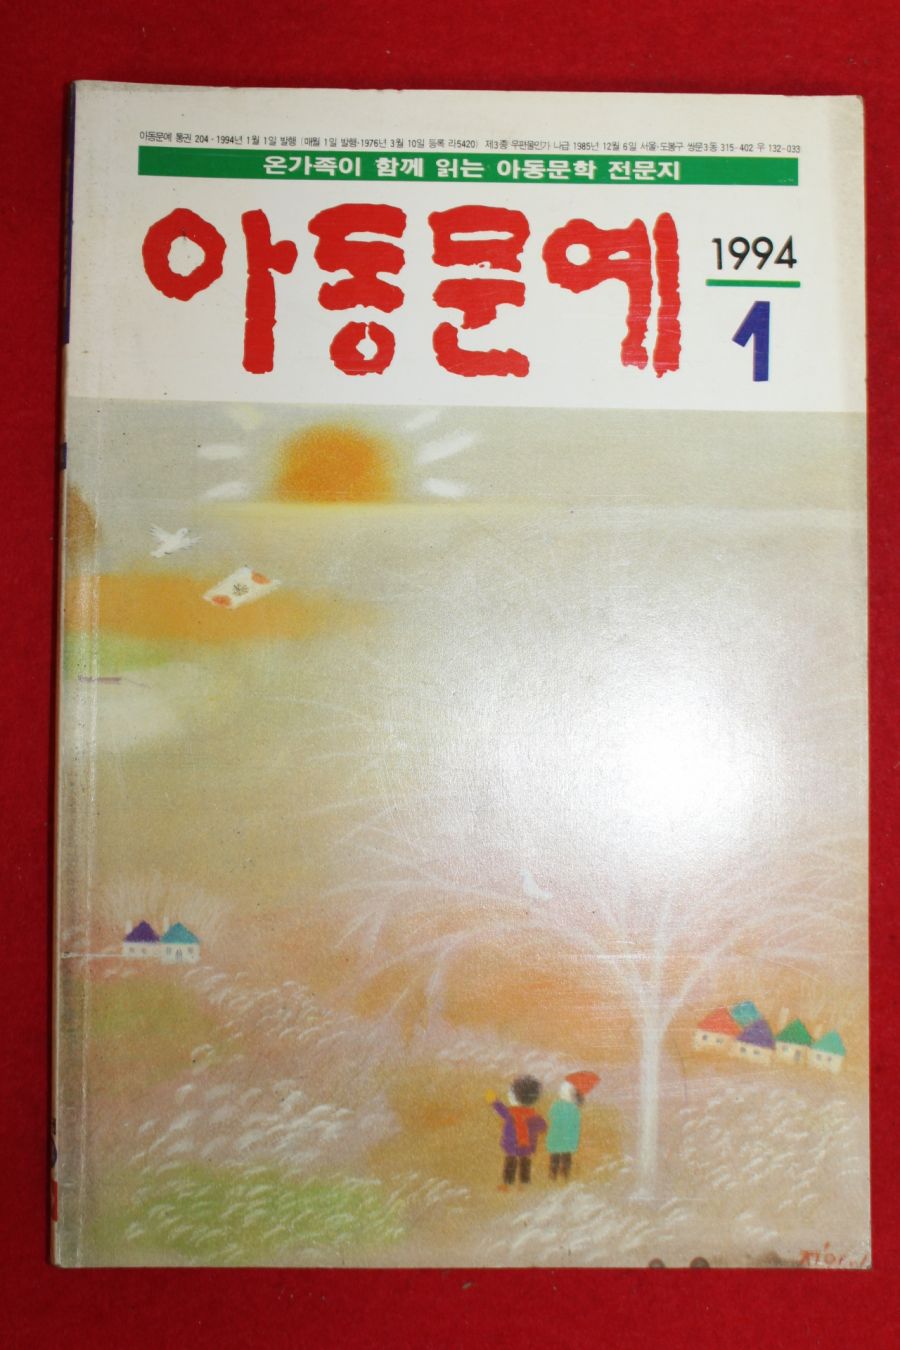 아동문예 통권 204 - 1994년 1월 1일 발행 (매월 1일 발행·1976년 3월 10일 등록 라5420) 제3종 우편물인가 나급 1985년 12월 6일 서울·도봉구 쌍문3동 315-402 우 132-033
온가족이 함께 읽는 아동문학 전문지
아동문예
1994
1